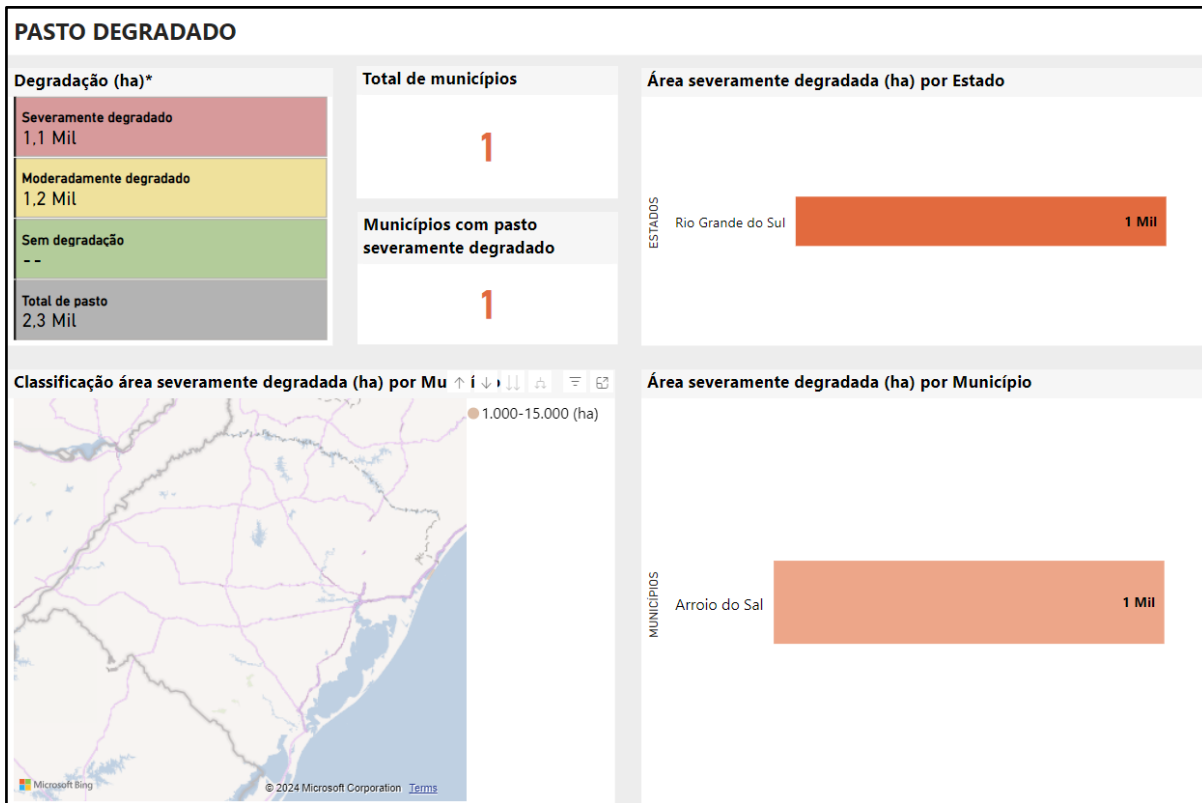 PASTO DEGRADADO
Degradação (ha)*
Severamente degradado
1,1 Mil
Moderadamente degradado
1,2 Mil
Sem degradação
--
Total de pasto
2,3 Mil
Total de municípios
1
Municípios com pasto
severamente degradado
1
Área severamente degradada (ha) por Estado
ESTADOS
Rio Grande do Sul
1 Mil
Classificação área severamente degradada (ha) por Mu
1.000-15.000 (ha)
Microsoft Bing
© 2024 Microsoft Corporation Terms
Área severamente degradada (ha) por Município
MUNICÍPIOS
Arroio do Sal
1 Mil